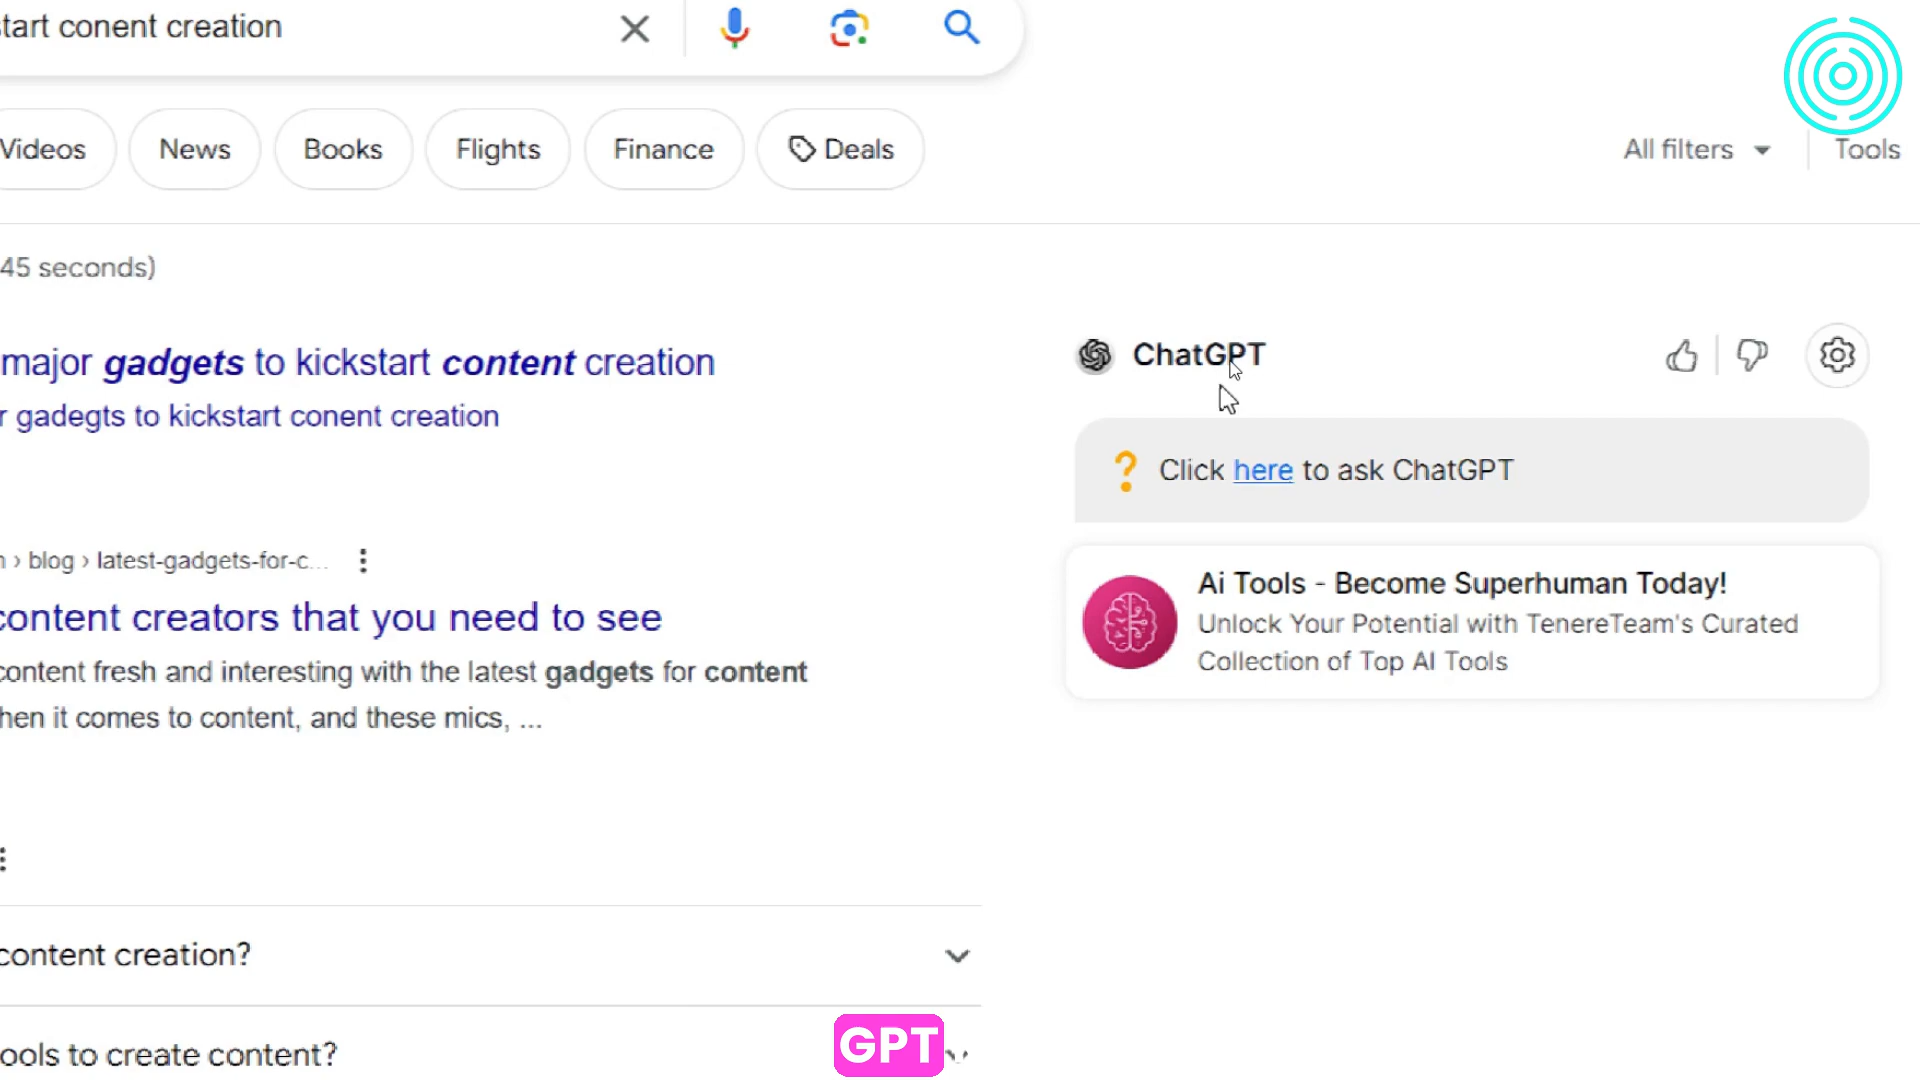 tart conent creation
Videos
News
Books
Flights
Finance
Deals
All filters
Tools
45 seconds)
major gadgets to kickstart content creation
r gadegts to kickstart conent creation
ChatGPT
Click here to ask ChatGPT
› blog › latest-gadgets-for-c...
content creators that you need to see
content fresh and interesting with the latest gadgets for content
hen it comes to content, and these mics, ...
Ai Tools - Become Superhuman Today!
Unlock Your Potential with TenereTeam's Curated
Collection of Top AI Tools
content creation?
ools to create content?
GPT